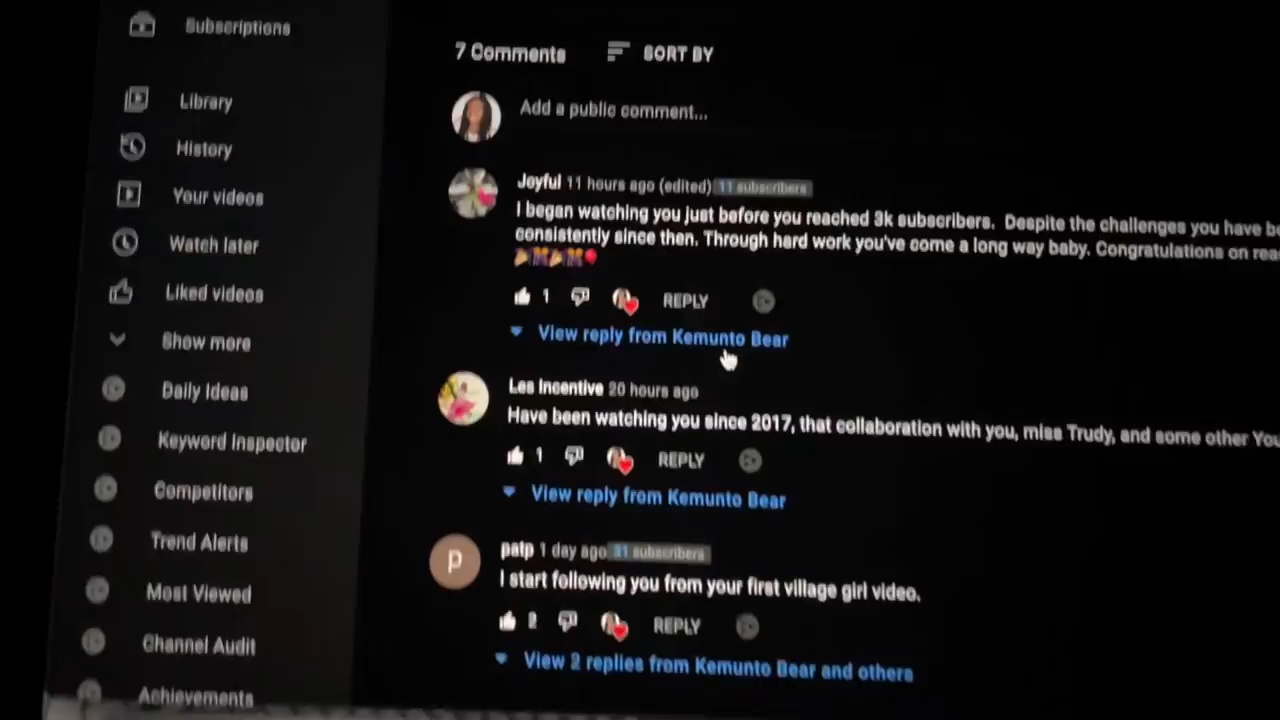 Subscriptions
Library
History
Your videos
Watch later
Liked videos
Show more
Daily Ideas
Keyword Inspector
Competitors
Trend Alerts
Most Viewed
Channel Audit
Achievements
7 Comments SORT BY
Add a public comment...
Joyful 11 hours ago (edited) 11 subscribers
I began watching you just before you reached 3k subscribers. Despite the challenges you have
consistently since then. Through hard work you've come a long way baby. Congratulations on
1 REPLY
View reply from Kemunto Bear
Les Incentive 20 hours ago
Have been watching you since 2017, that collaboration with you, miss Trudy, and some other
1 REPLY
View reply from Kemunto Bear
P
patp 1 day ago 31 subscribers
I start following you from your first village girl video.
2 REPLY
View 2 replies from Kemunto Bear and others